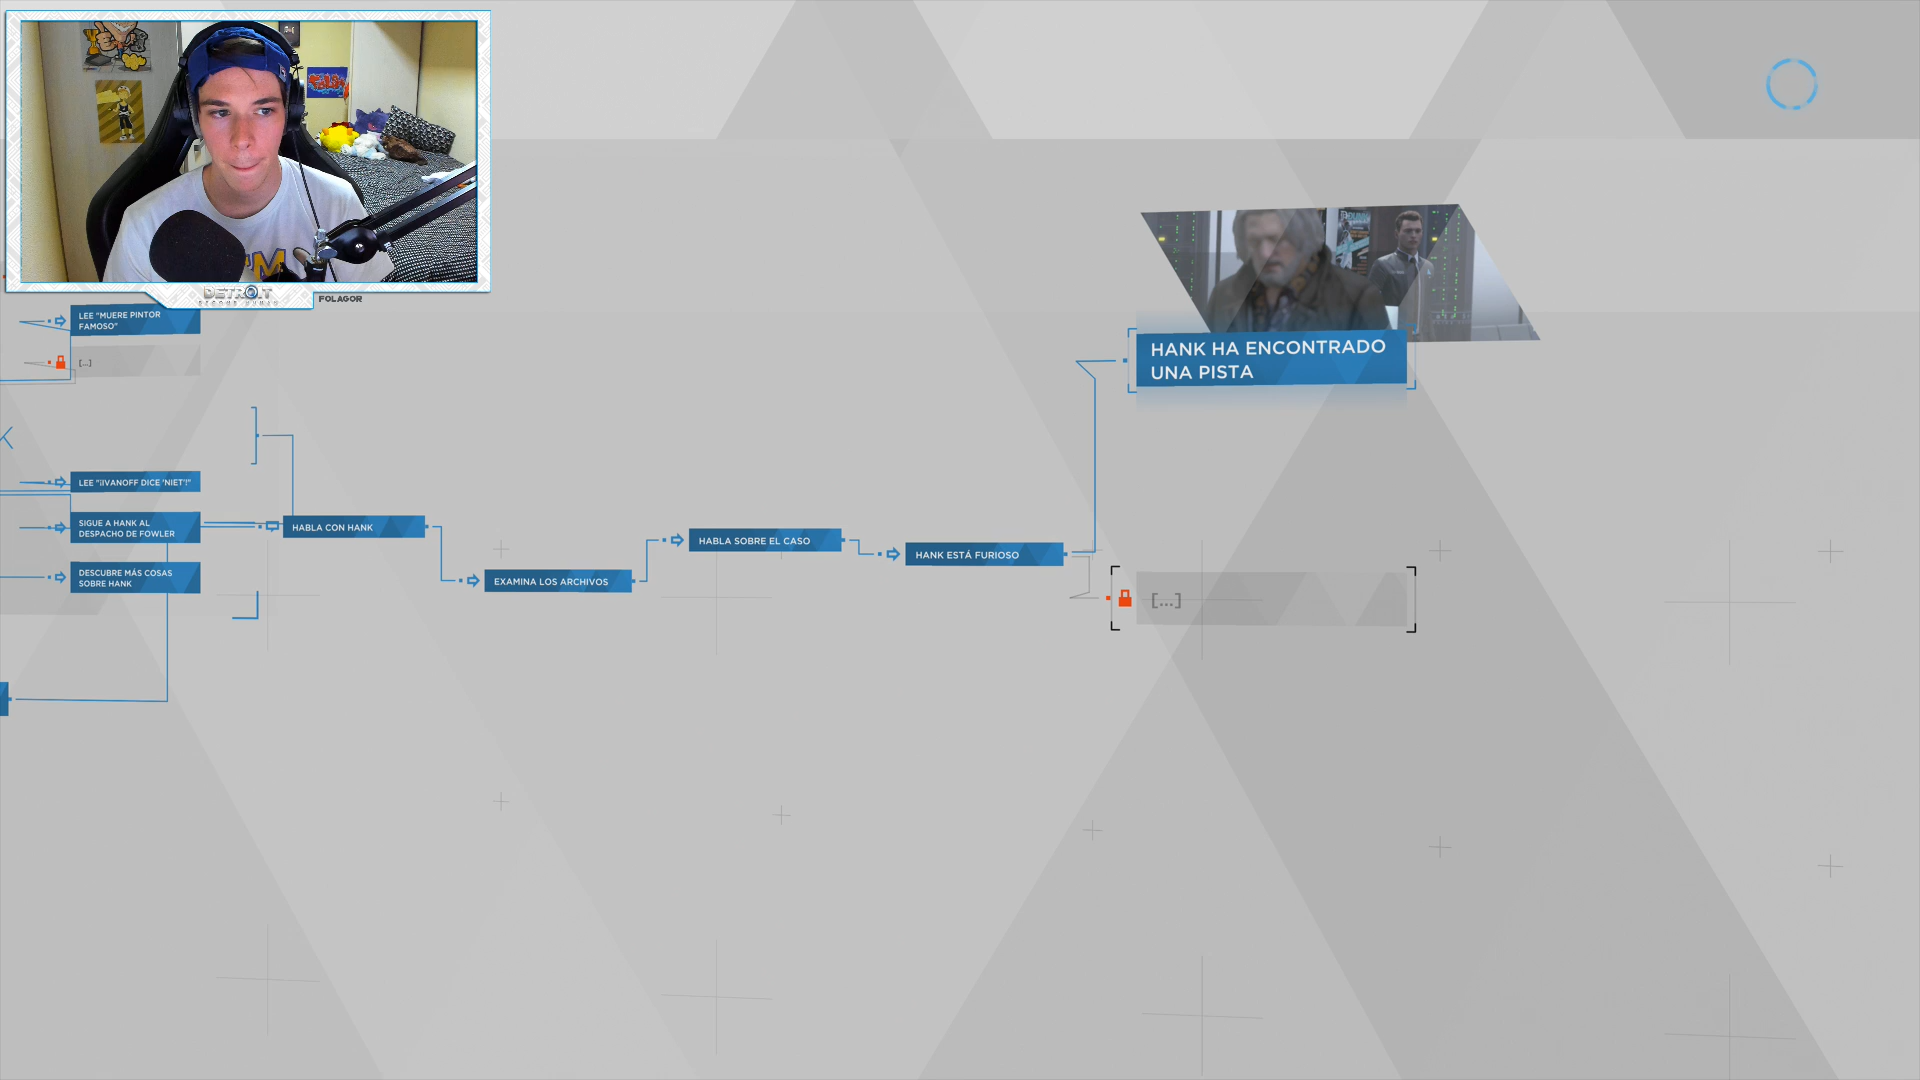 DETROIT
BECOME HUMAN
FOLAGOR
LEE "MUERE PINTOR
FAMOSO"
[...]
LEE "¡IVANOFF DICE 'NIET'!"
SIGUE A HANK AL
DESPACHO DE FOWLER
DESCUBRE MÁS COSAS
SOBRE HANK
HABLA CON HANK
EXAMINA LOS ARCHIVOS
HABLA SOBRE EL CASO
HANK ESTÁ FURIOSO
HANK HA ENCONTRADO
UNA PISTA
[...]